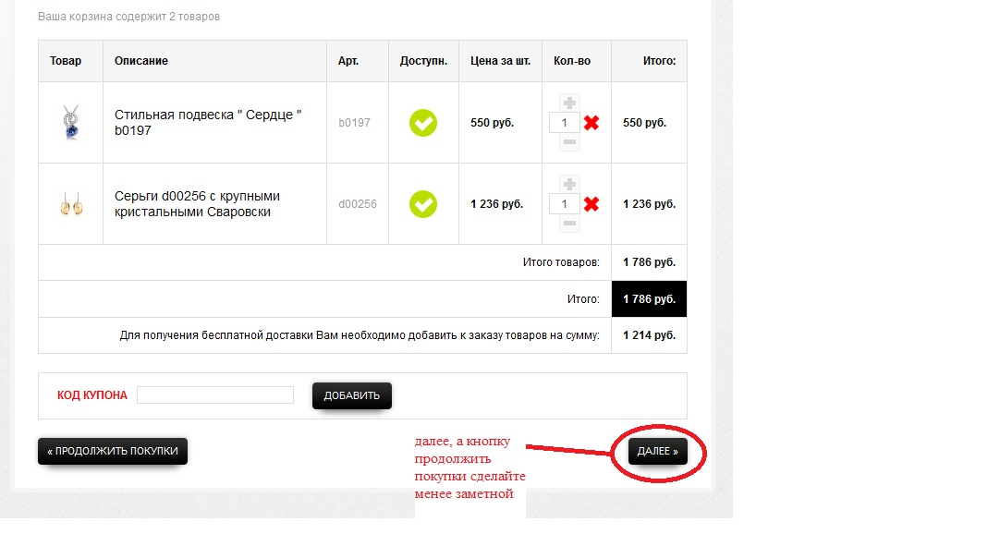 Ваша корзина содержит 2 товаров
Товар Описание Арт. Доступн. Цена за шт. Кол-во Итого:
Стильная подвеска " Сердце "
b0197
b0197 550 руб. 1 550 руб.
Серьги d00256 с крупными
кристальными Сваровски
d00256 1 236 руб. 1 1 236 руб.
Итого товаров: 1 786 руб.
Итого: 1 786 руб.
Для получения бесплатной доставки Вам необходимо добавить к заказу товаров на сумму: 1 214 руб.
КОД КУПОНА ДОБАВИТЬ
« ПРОДОЛЖИТЬ ПОКУПКИ
далее, а кнопку
продолжить
покупки сделайте
менее заметной
ДАЛЕЕ »